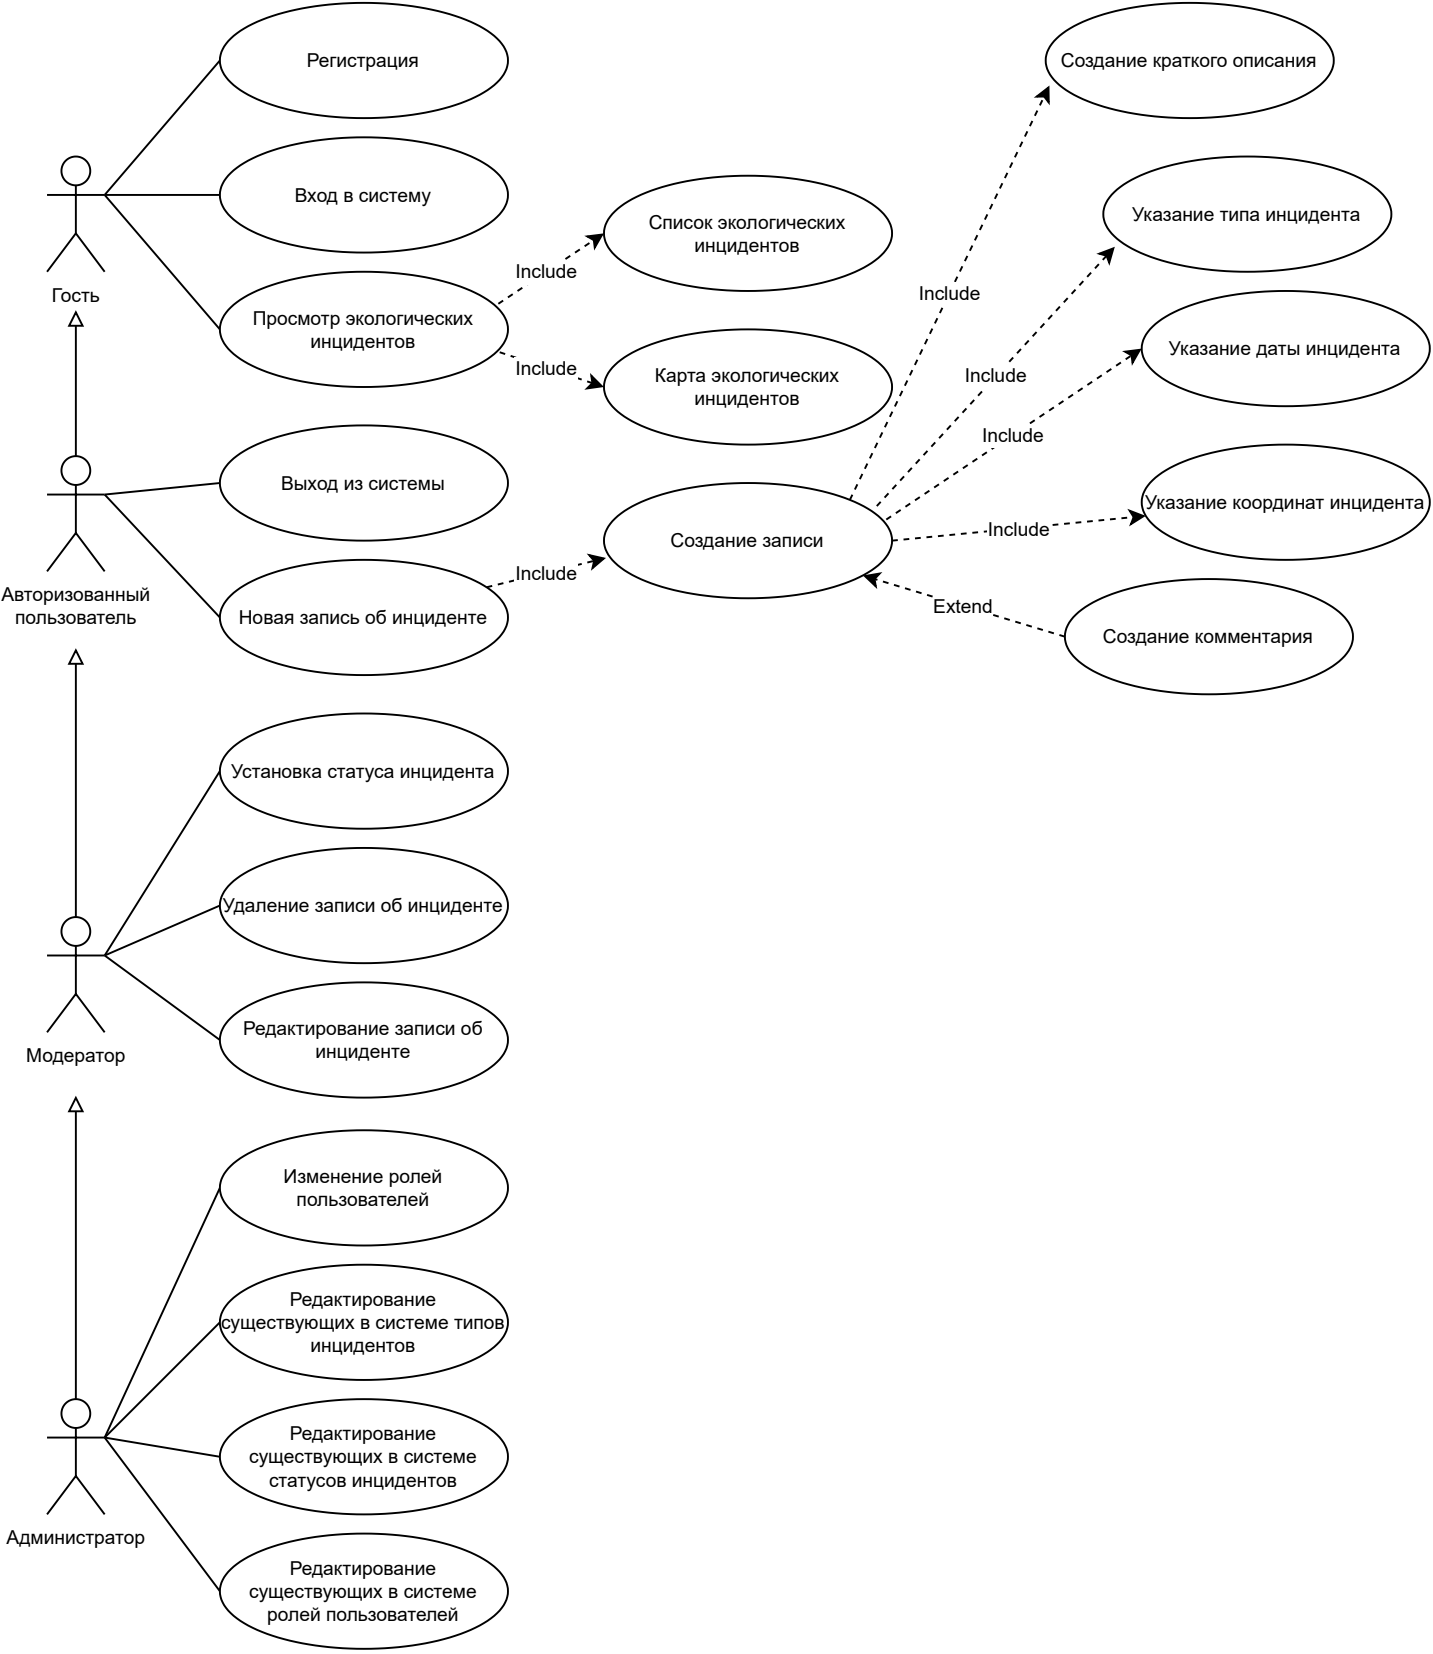 Регистрация
Создание краткого описания
Вход в систему
Список экологических
инцидентов
Указание типа инцидента
Include
Include
Гость
Просмотр экологических
инцидентов
Include
Карта экологических
инцидентов
Include
Указание даты инцидента
Include
Include
Авторизованный
пользователь
Выход из системы
Новая запись об инциденте
Include
Создание записи
Include
Указание координат инцидента
Extend
Создание комментария
Установка статуса инцидента
Удаление записи об инциденте
Модератор
Редактирование записи об
инциденте
Изменение ролей
пользователей
Редактирование
существующих в системе типов
инцидентов
Редактирование
существующих в системе
статусов инцидентов
Администратор
Редактирование
существующих в системе
ролей пользователей